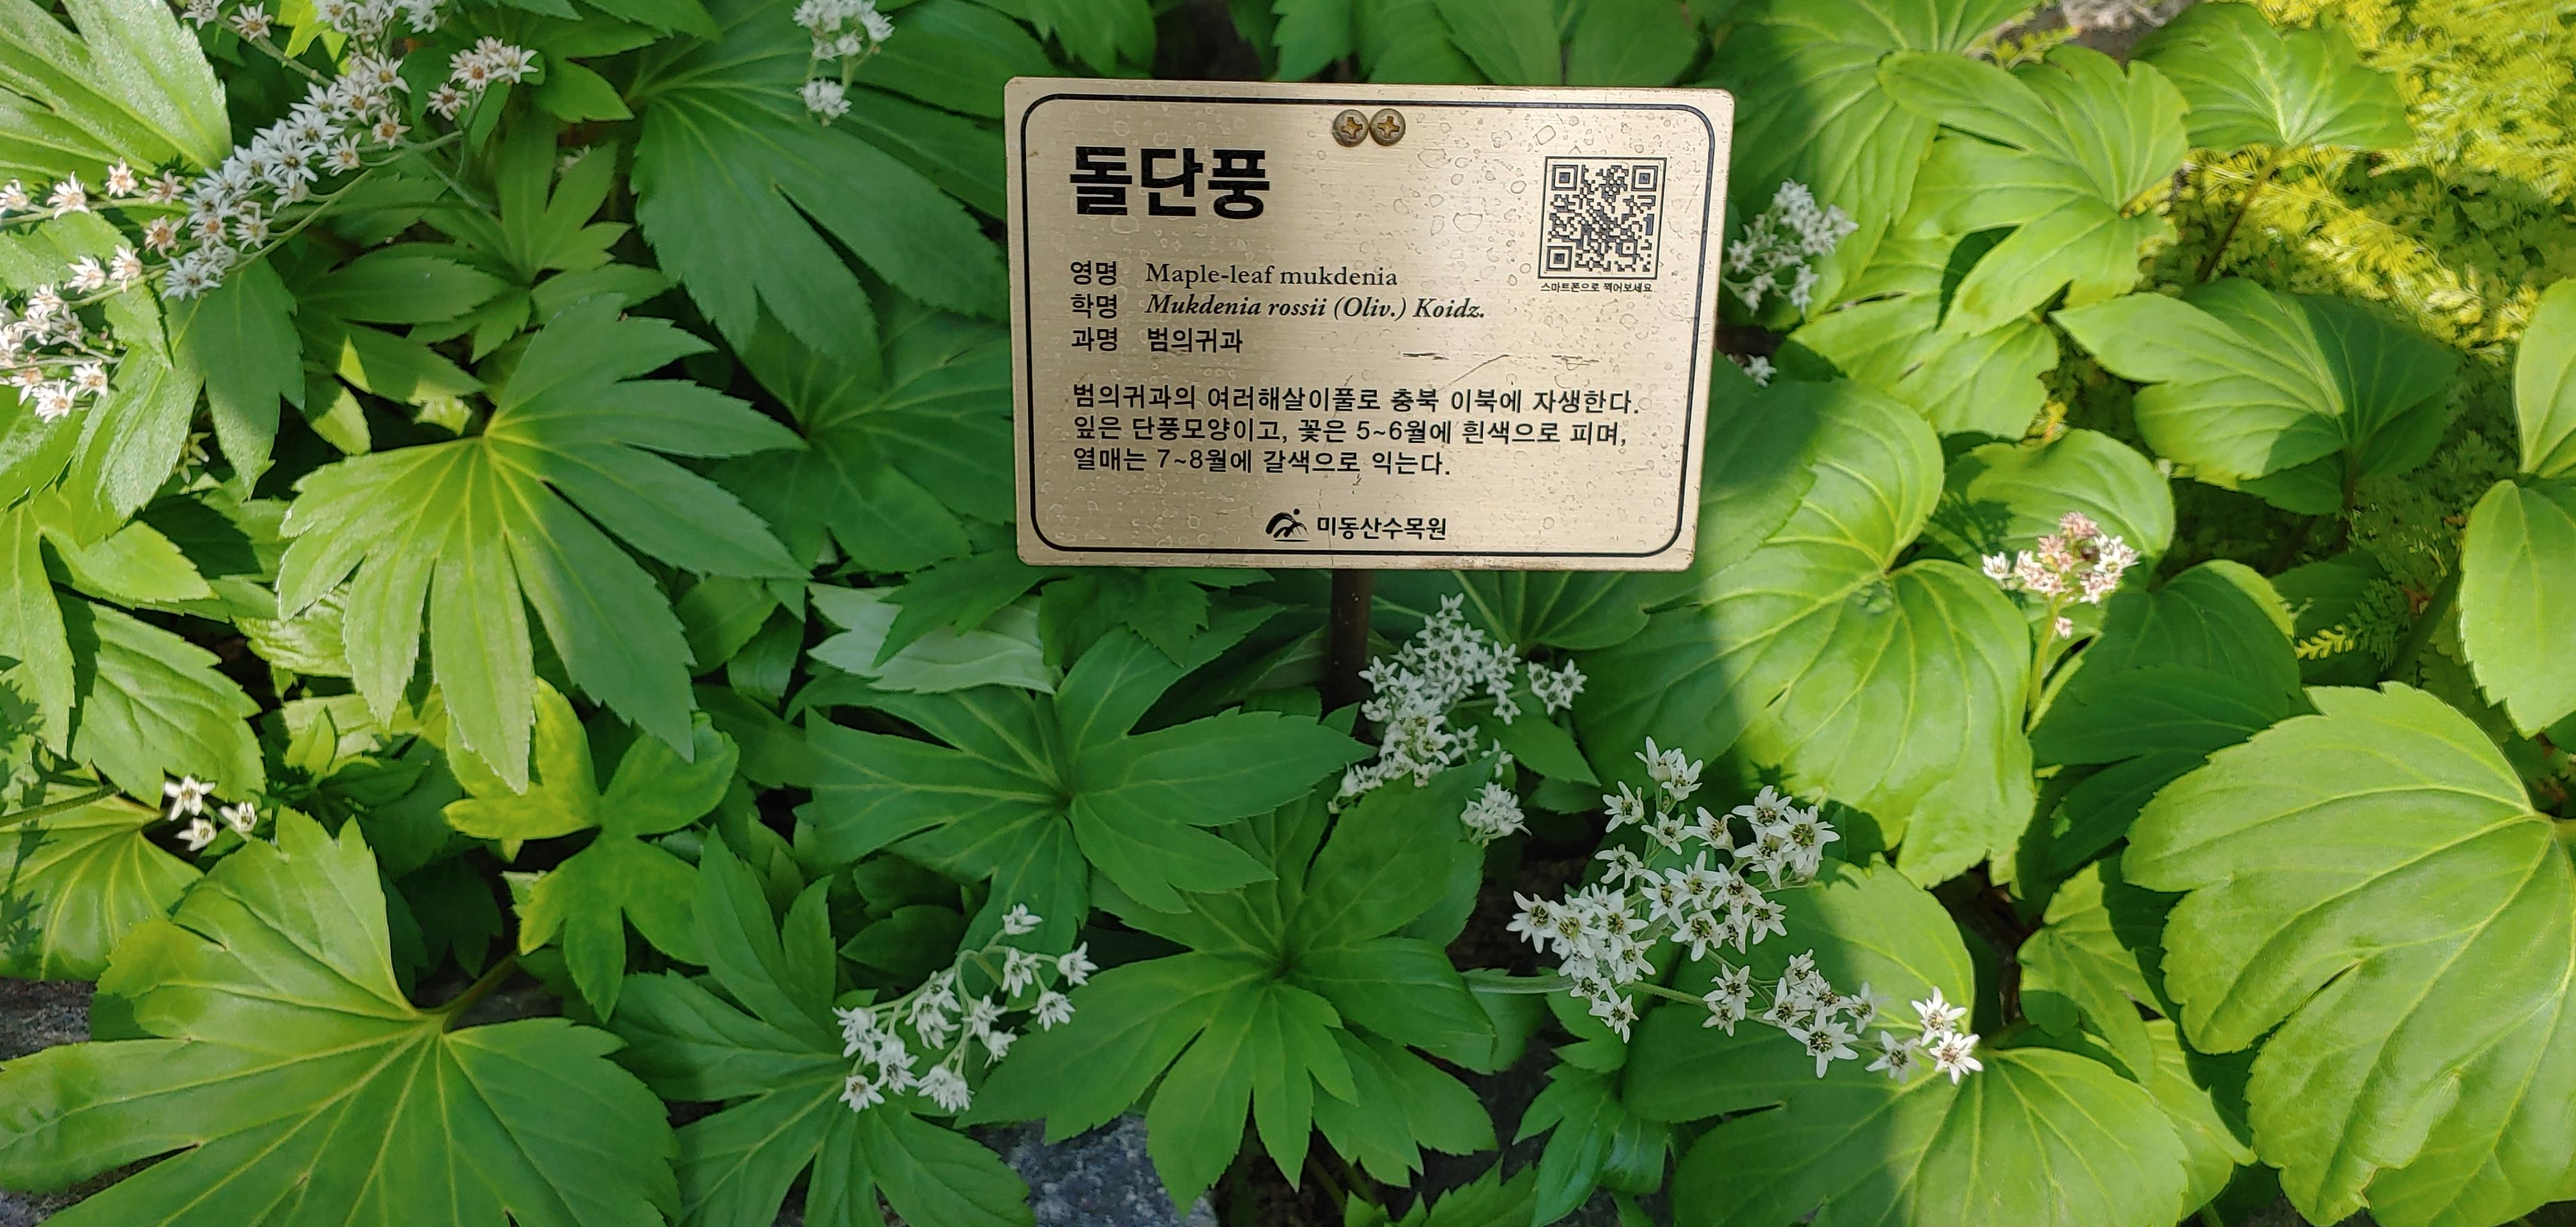 돌단풍
스마트폰으로 찍어보세요
영명 Maple-leaf mukdenia
학명 Mukdenia rossii (Oliv.) Koidz.
과명 범의귀과
범의귀과의 여러해살이풀로 충북 이북에 자생한다.
잎은 단풍모양이고, 꽃은 5~6월에 흰색으로 피며,
열매는 7~8월에 갈색으로 익는다.
미동산수목원